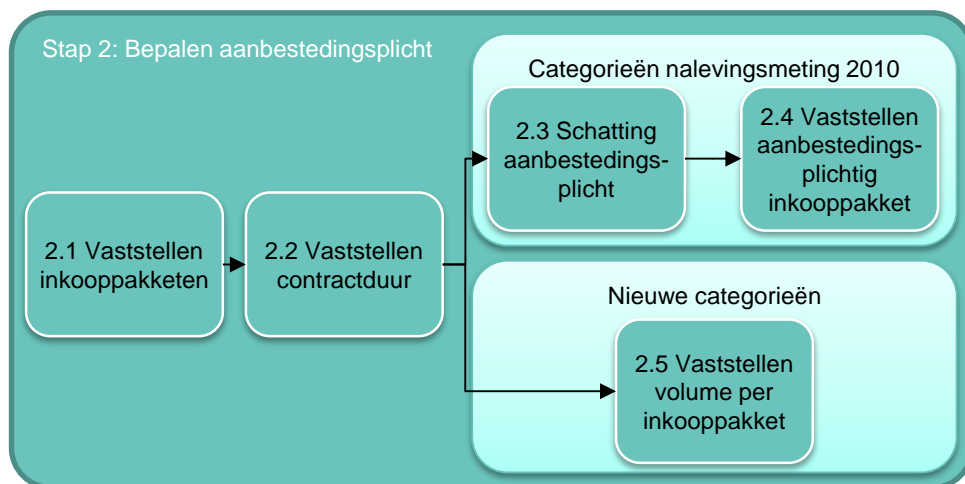 Stap 2: Bepalen aanbestedingsplicht
2.1 Vaststellen
inkooppakketen
2.2 Vaststellen
contractduur
Categorieën nalevingsmeting 2010
2.3 Schatting
aanbestedings-
plicht
2.4 Vaststellen
aanbestedings-
plichtig
inkooppakket
Nieuwe categorieën
2.5 Vaststellen
volume per
inkooppakket